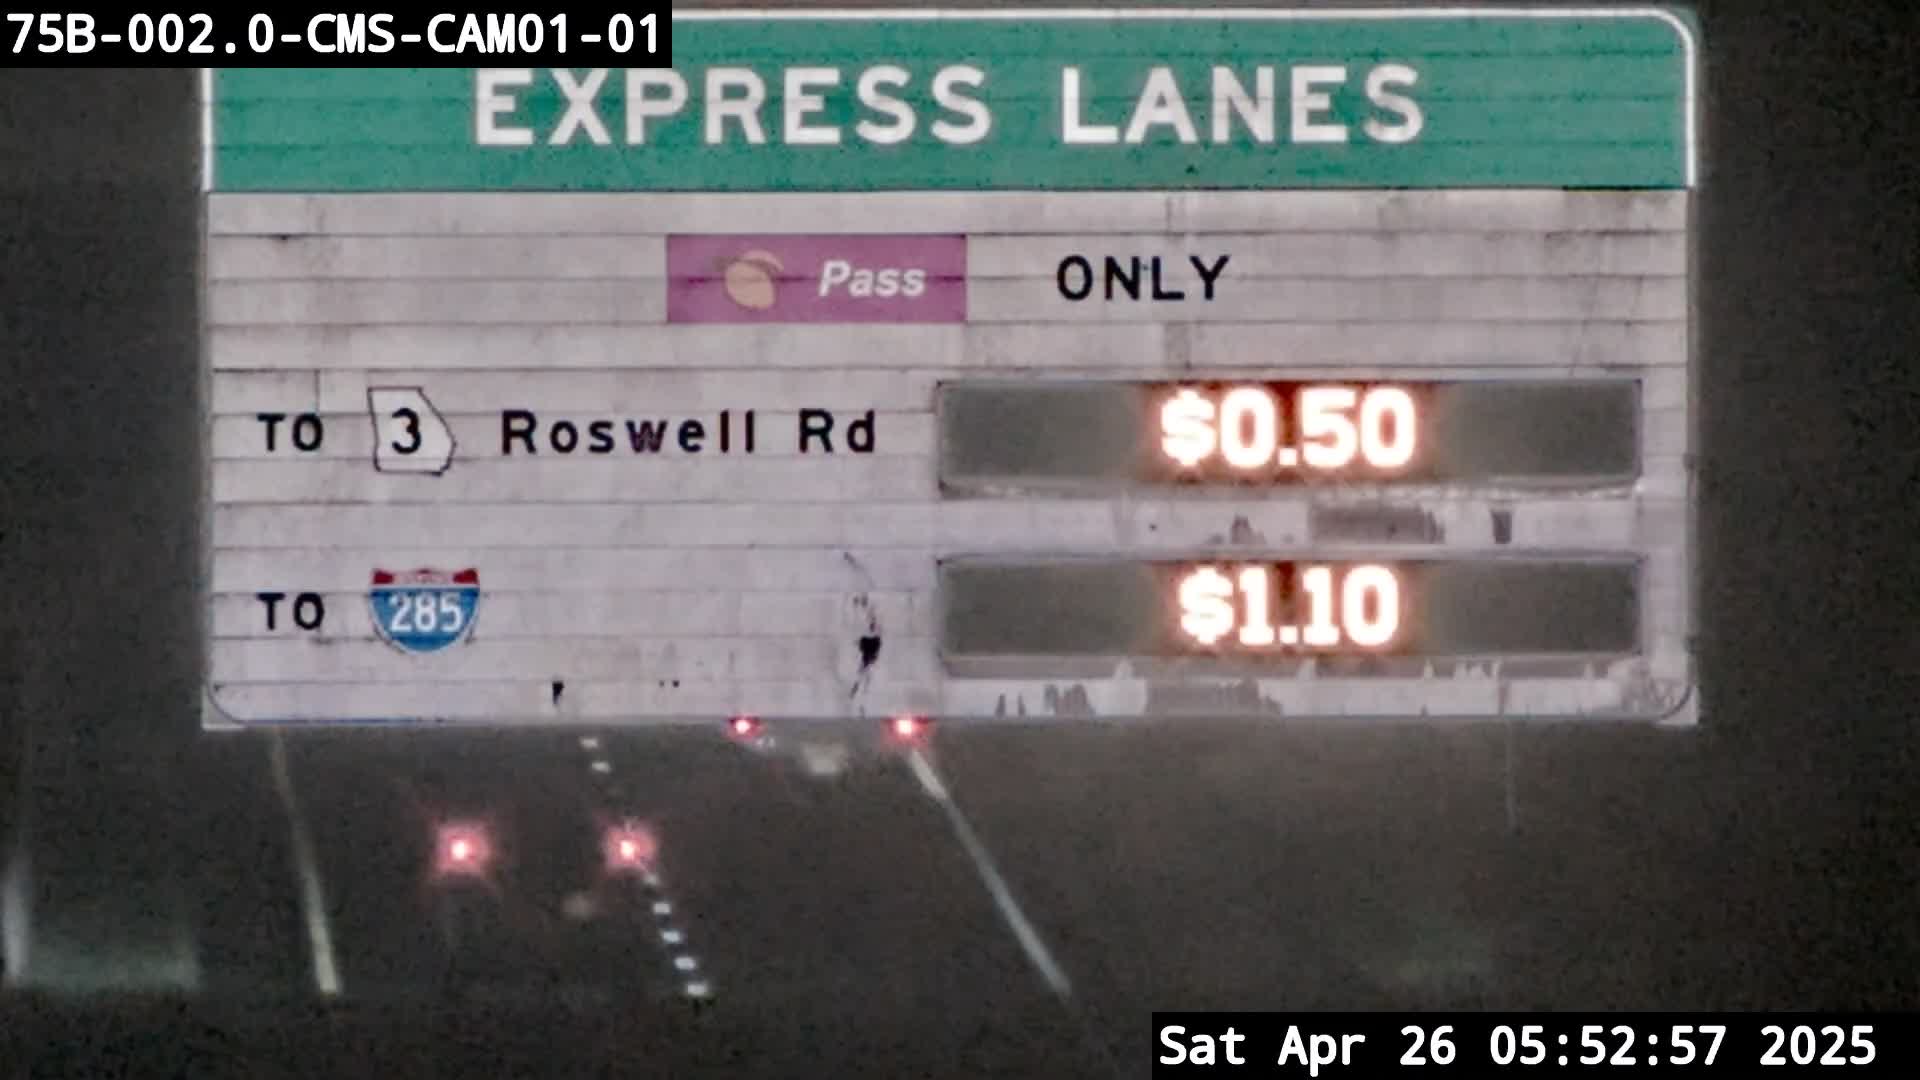 75B-002.0-CMS-CAM01-01
EXPRESS LANES
Pass ONLY
TO 3 Roswell Rd $0.50
TO 285 $1.10
Sat Apr 26 05:52:57 2025